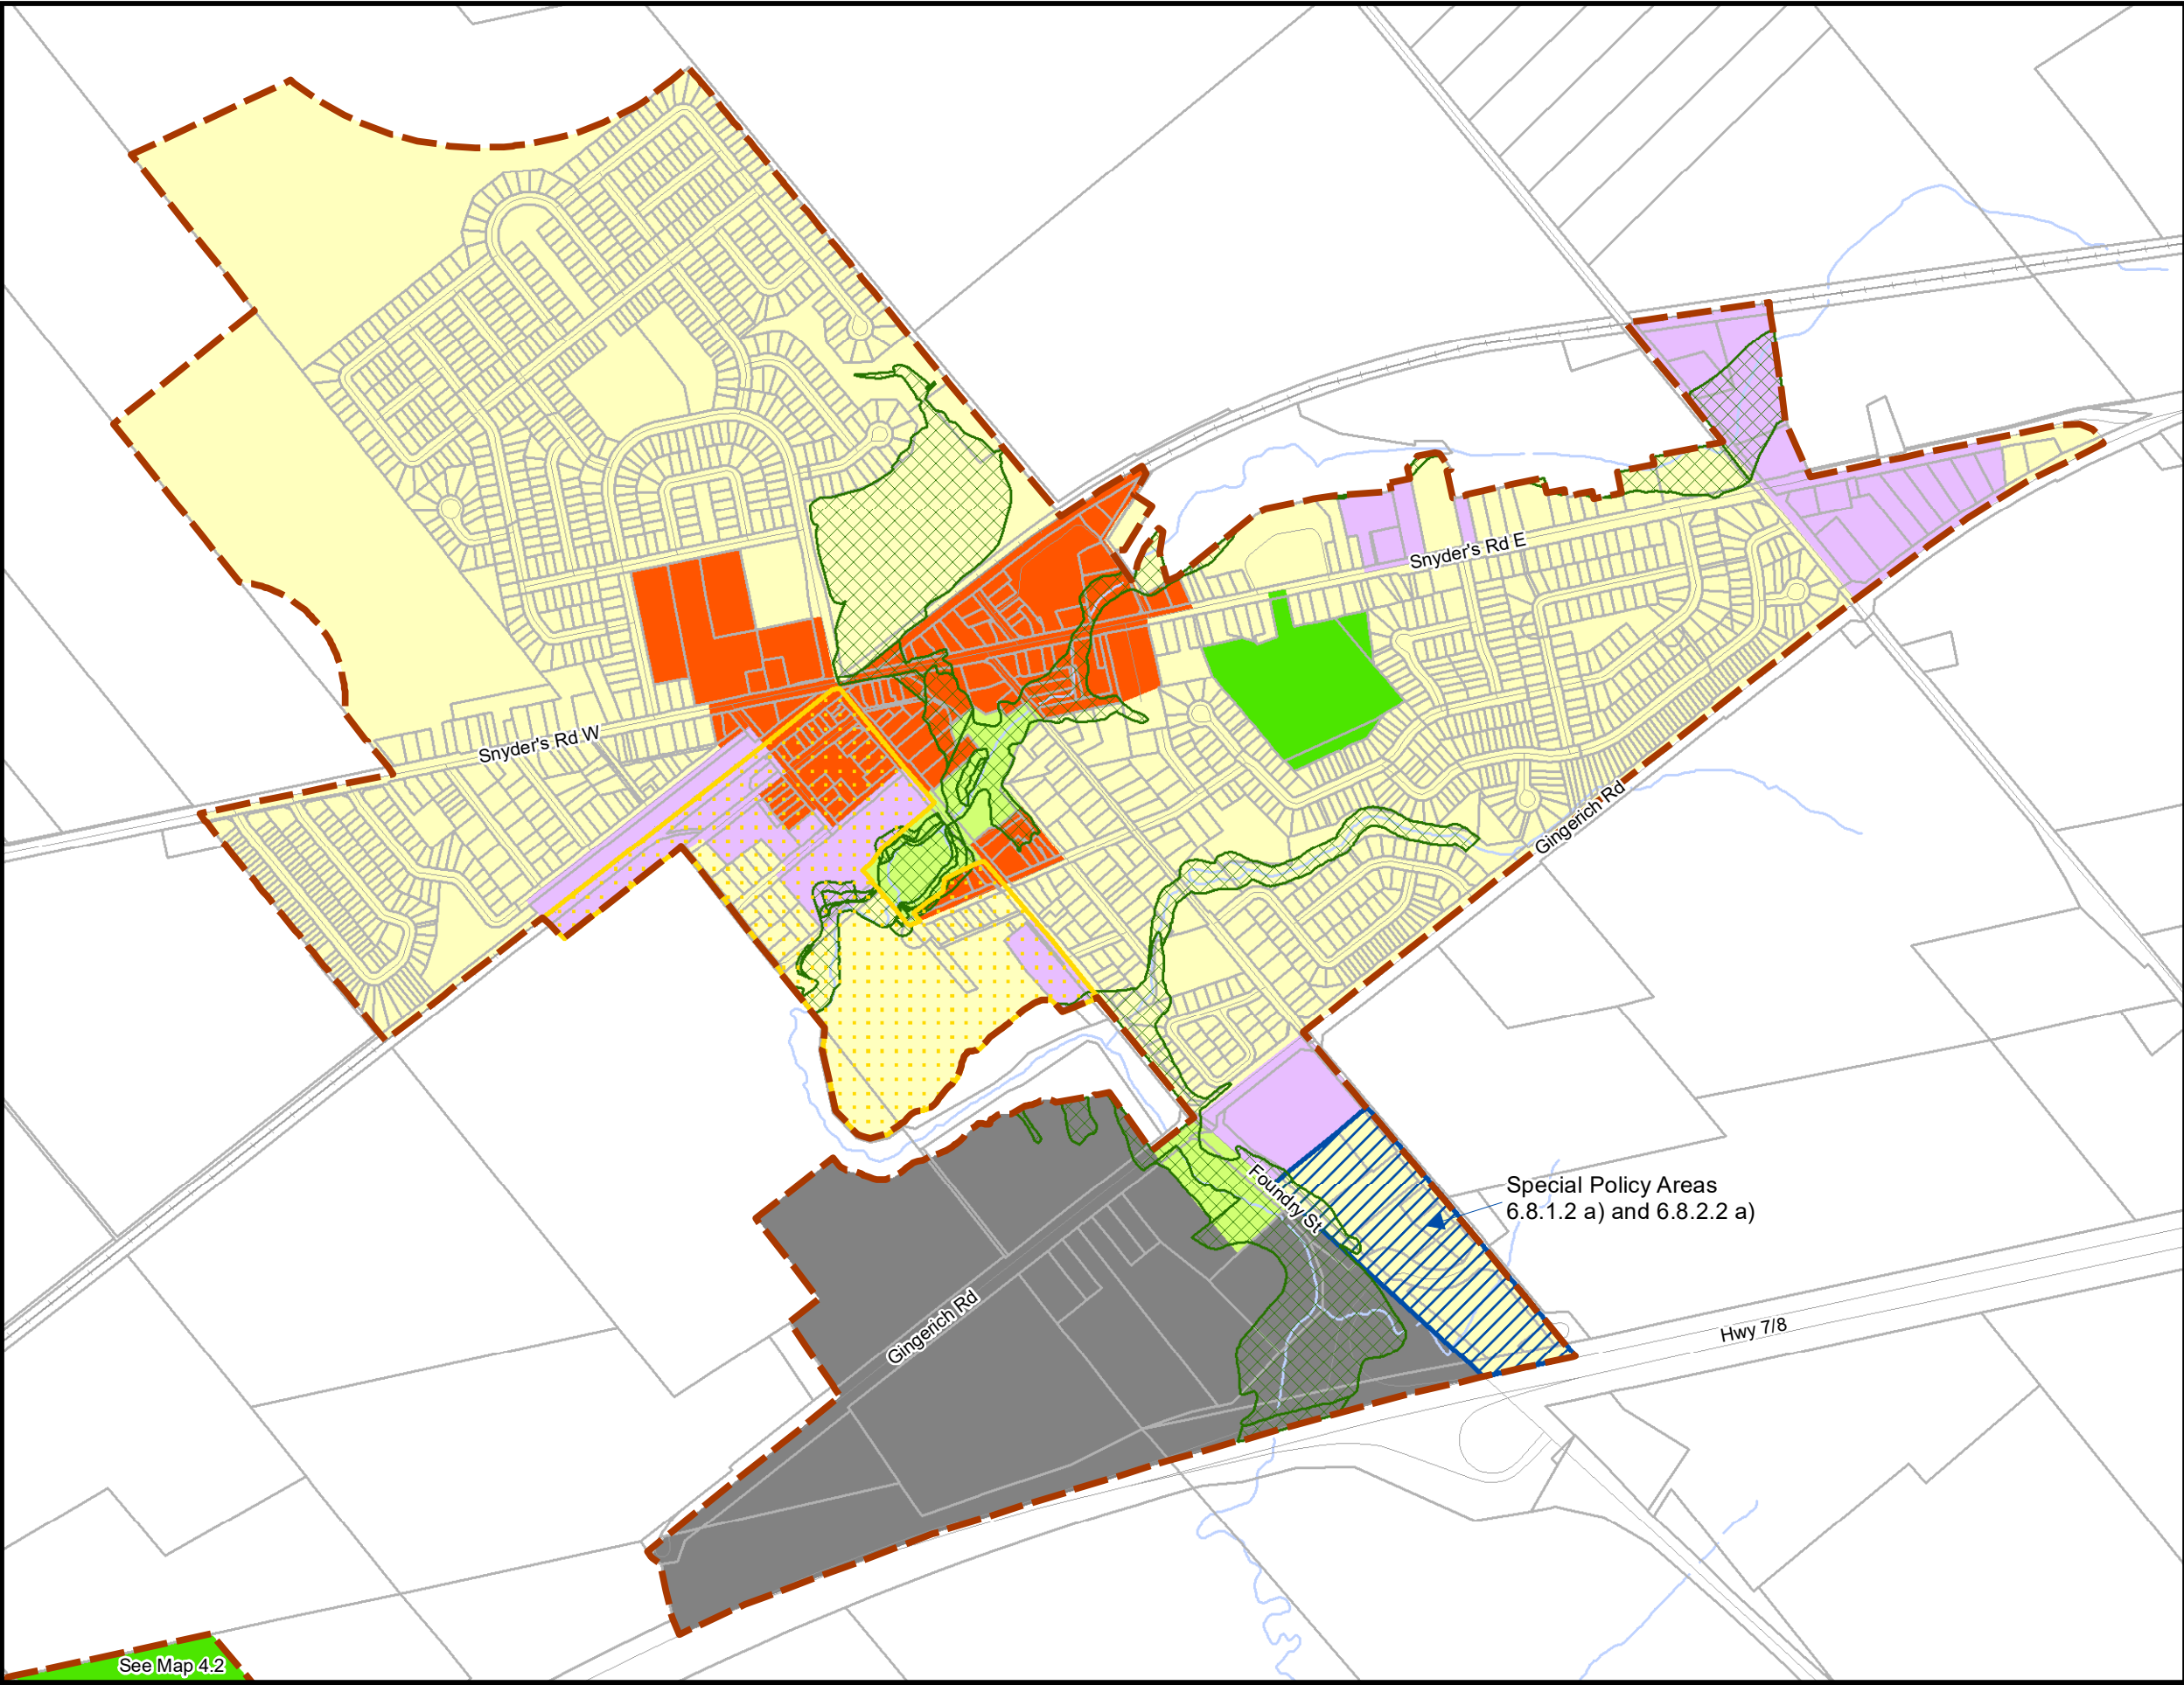 Snyder's Rd E
Snyder's Rd W
Gingerich Rd
Special Policy Areas
6.8.1.2 a) and 6.8.2.2 a)
Foundry St
Gingerich Rd
Hwy 7/8
See Map 4.2